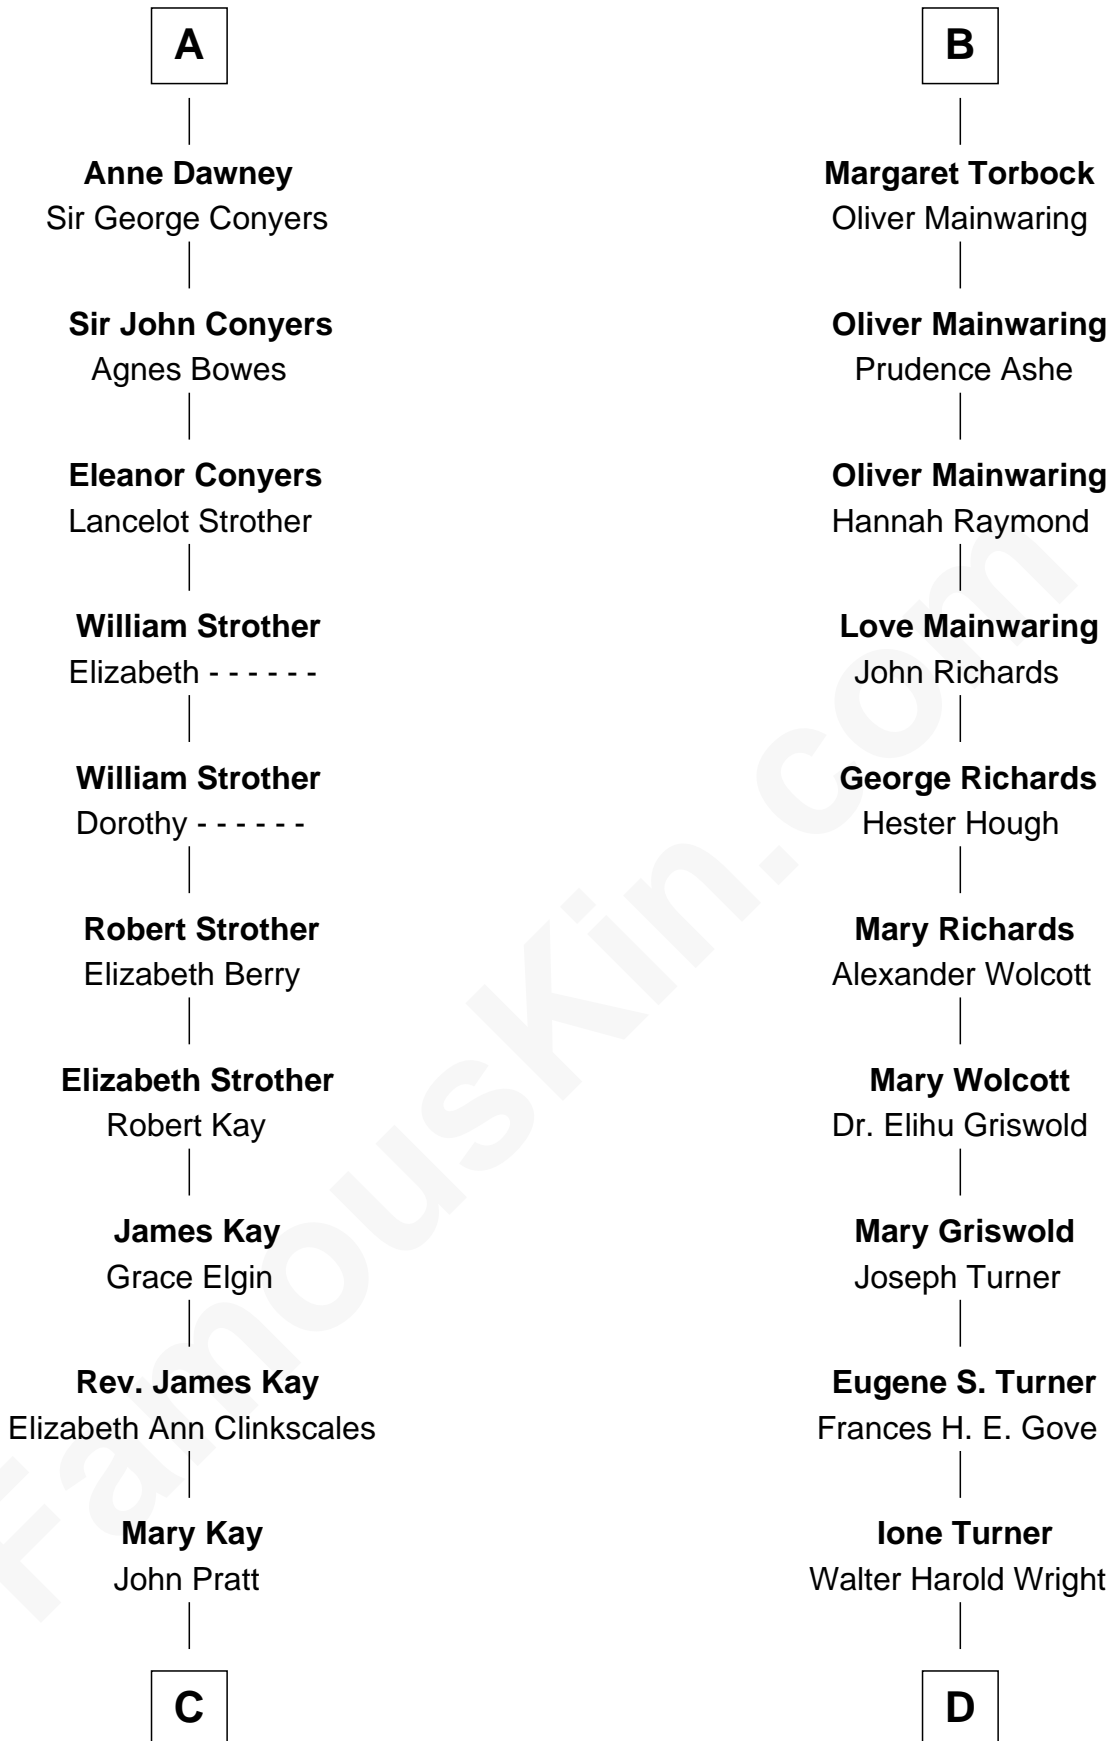 A
Anne Dawney
Sir George Conyers
Sir John Conyers
Agnes Bowes
Eleanor Conyers
Lancelot Strother
William Strother
Elizabeth - - - - - -
William Strother
Dorothy - - - - - -
Robert Strother
Elizabeth Berry
Elizabeth Strother
Robert Kay
James Kay
Grace Elgin
Rev. James Kay
Elizabeth Ann Clinkscales
Mary Kay
John Pratt
C
B
Margaret Torbock
Oliver Mainwaring
Oliver Mainwaring
Prudence Ashe
Oliver Mainwaring
Hannah Raymond
Love Mainwaring
John Richards
George Richards
Hester Hough
Mary Richards
Alexander Wolcott
Mary Wolcott
Dr. Elihu Griswold
Mary Griswold
Joseph Turner
Eugene S. Turner
Frances H. E. Gove
Ione Turner
Walter Harold Wright
D
FamousKin.com